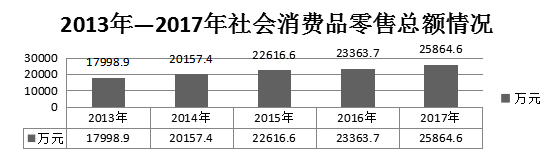 2013年—2017年社会消费品零售总额情况
30000
20000
10000
0
17998.9 20157.4 22616.6 23363.7 25864.6
2013年 2014年 2015年 2016年 2017年
万元 17998.9 20157.4 22616.6 23363.7 25864.6
万元